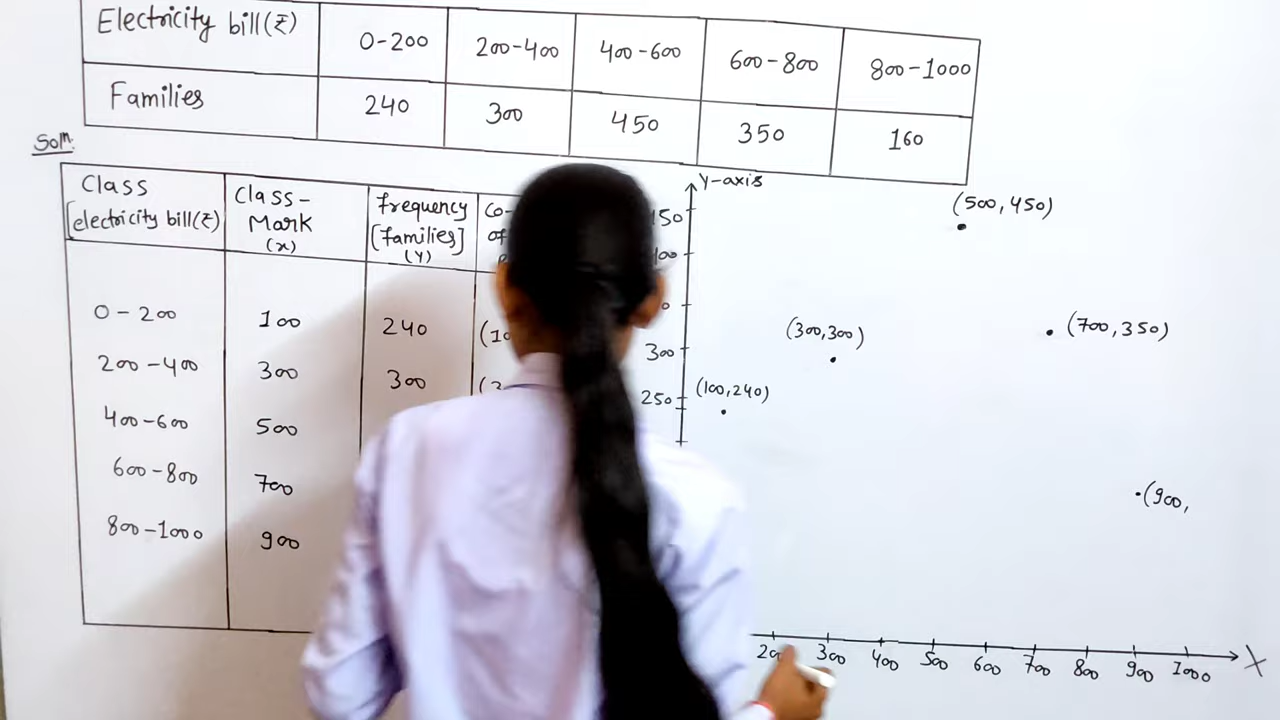 Electricity bill(₹) 0-200 200-400 400-600 600-800 800-1000
Families 240 300 450 350 160
Solⁿ:
Class Class- frequency Co-
[electricity bill(₹)] Mark [families]
(x) (Y)
0-200 100 240
200-400 300 300
400-600 500
600-800 700
800-1000 900
Y-axis
(500,450)
(300,300)
(700,350)
300
250 (100,240)
(900,
300 400 500 600 700 800 900 1000 X